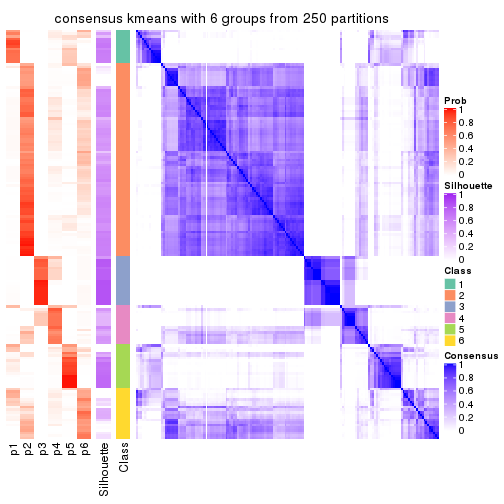 consensus kmeans with 6 groups from 250 partitions
Prob
1
0.8
0.6
0.4
0.2
0
Silhouette
1
0.8
0.6
0.4
0.2
0
Class
1
2
3
4
5
6
Consensus
1
0.8
0.6
0.4
0.2
0
p1
p2
p3
p4
p5
p6
Silhouette
Class